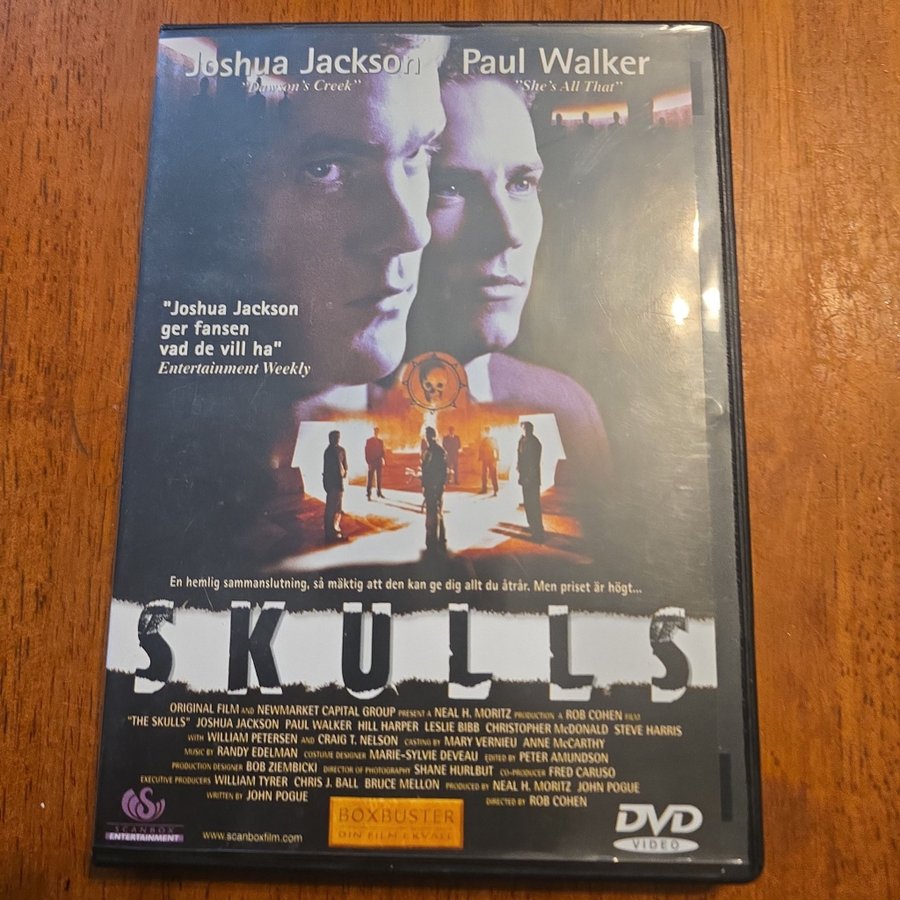 Joshua Jackson Paul Walker
"Dawson's Creek" "She's All That"
"Joshua Jackson
ger fansen
vad de vill ha"
Entertainment Weekly
En hemlig sammanslutning, så mäktig att den kan ge dig allt du åtrår. Men priset är högt...
SKULLS
ORIGINAL FILM AND NEWMARKET CAPITAL GROUP PRESENT A NEAL H. MORITZ PRODUCTION A ROB COHEN FILM
"THE SKULLS" JOSHUA JACKSON PAUL WALKER HILL HARPER LESLIE BIBB CHRISTOPHER McDONALD STEVE HARRIS
WITH WILLIAM PETERSEN AND CRAIG T. NELSON CASTING BY MARY VERNIEU ANNE McCARTHY
MUSIC BY RANDY EDELMAN COSTUME DESIGNER MARIE-SYLVIE DEVEAU EDITED BY PETER AMUNDSON
PRODUCTION DESIGNER BOB ZIEMBICKI DIRECTOR OF PHOTOGRAPHY SHANE HURLBUT CO-PRODUCER FRED CARUSO
EXECUTIVE PRODUCERS WILLIAM TYRER CHRIS J. BALL BRUCE MELLON PRODUCED BY NEAL H. MORITZ JOHN POGUE
WRITTEN BY JOHN POGUE DIRECTED BY ROB COHEN
SCANBOX
ENTERTAINMENT
www.scanboxfilm.com
BOXBUSTER
DIN FILM
DVD
VIDEO